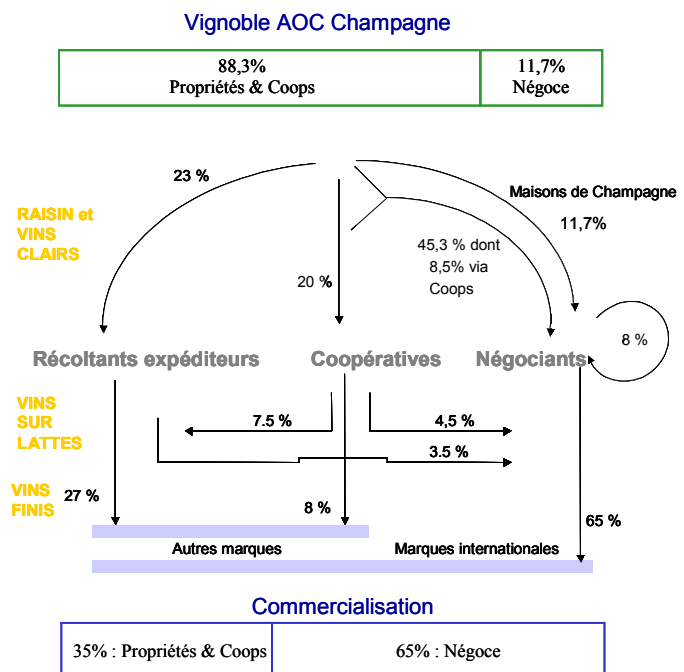 Vignoble AOC Champagne
88,3%
Propriétés & Coops
11,7%
Négoce
23 %
Maisons de Champagne
11,7%
RAISIN et
VINS
CLAIRS
45,3 % dont
8,5% via
Coops
20 %
8 %
Récoltants expéditeurs
Coopératives
Négociants
VINS
SUR
LATTES
7.5 %
4,5 %
3.5 %
VINS
FINIS
27 %
8 %
65 %
Autres marques
Marques internationales
Commercialisation
35% : Propriétés & Coops
65% : Négoce